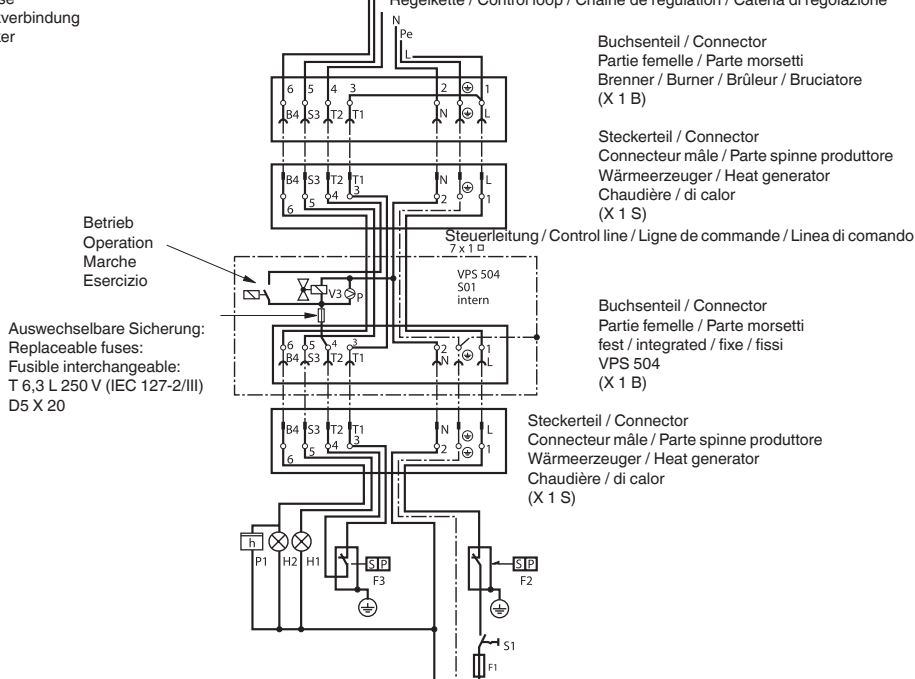 verbindung
Regelkette / Control loop / Chaîne de régulation / Catena di regolazione
N
Pe
L
Buchsenteil / Connector
Partie femelle / Parte morsetti
Brenner / Burner / Brûleur / Bruciatore
(X 1 B)
6 5 4 3 2 1
B4 S3 T2 T1 N L
Steckerteil / Connector
Connecteur mâle / Parte spinne produttore
Wärmeerzeuger / Heat generator
Chaudière / di calor
(X 1 S)
B4 S3 T2 T1 N L
6 5 4 3 2 1
Steuerleitung / Control line / Ligne de commande / Linea di comando
7 x 1
Betrieb
Operation
Marche
Esercizio
VPS 504
S01
intern
V3
P
Auswechselbare Sicherung:
Replaceable fuses:
Fusible interchangeable:
T 6,3 L 250 V (IEC 127-2/III)
D5 X 20
Buchsenteil / Connector
Partie femelle / Parte morsetti
fest / integrated / fixe / fissi
VPS 504
(X 1 B)
6 5 4 3 2 1
B4 S3 T2 T1 N L
Steckerteil / Connector
Connecteur mâle / Parte spinne produttore
Wärmeerzeuger / Heat generator
Chaudière / di calor
(X 1 S)
B4 S3 T2 T1 N L
6 5 4 3 2 1
h
P1 H2 H1
S P
F3
S P
F2
S1
F1